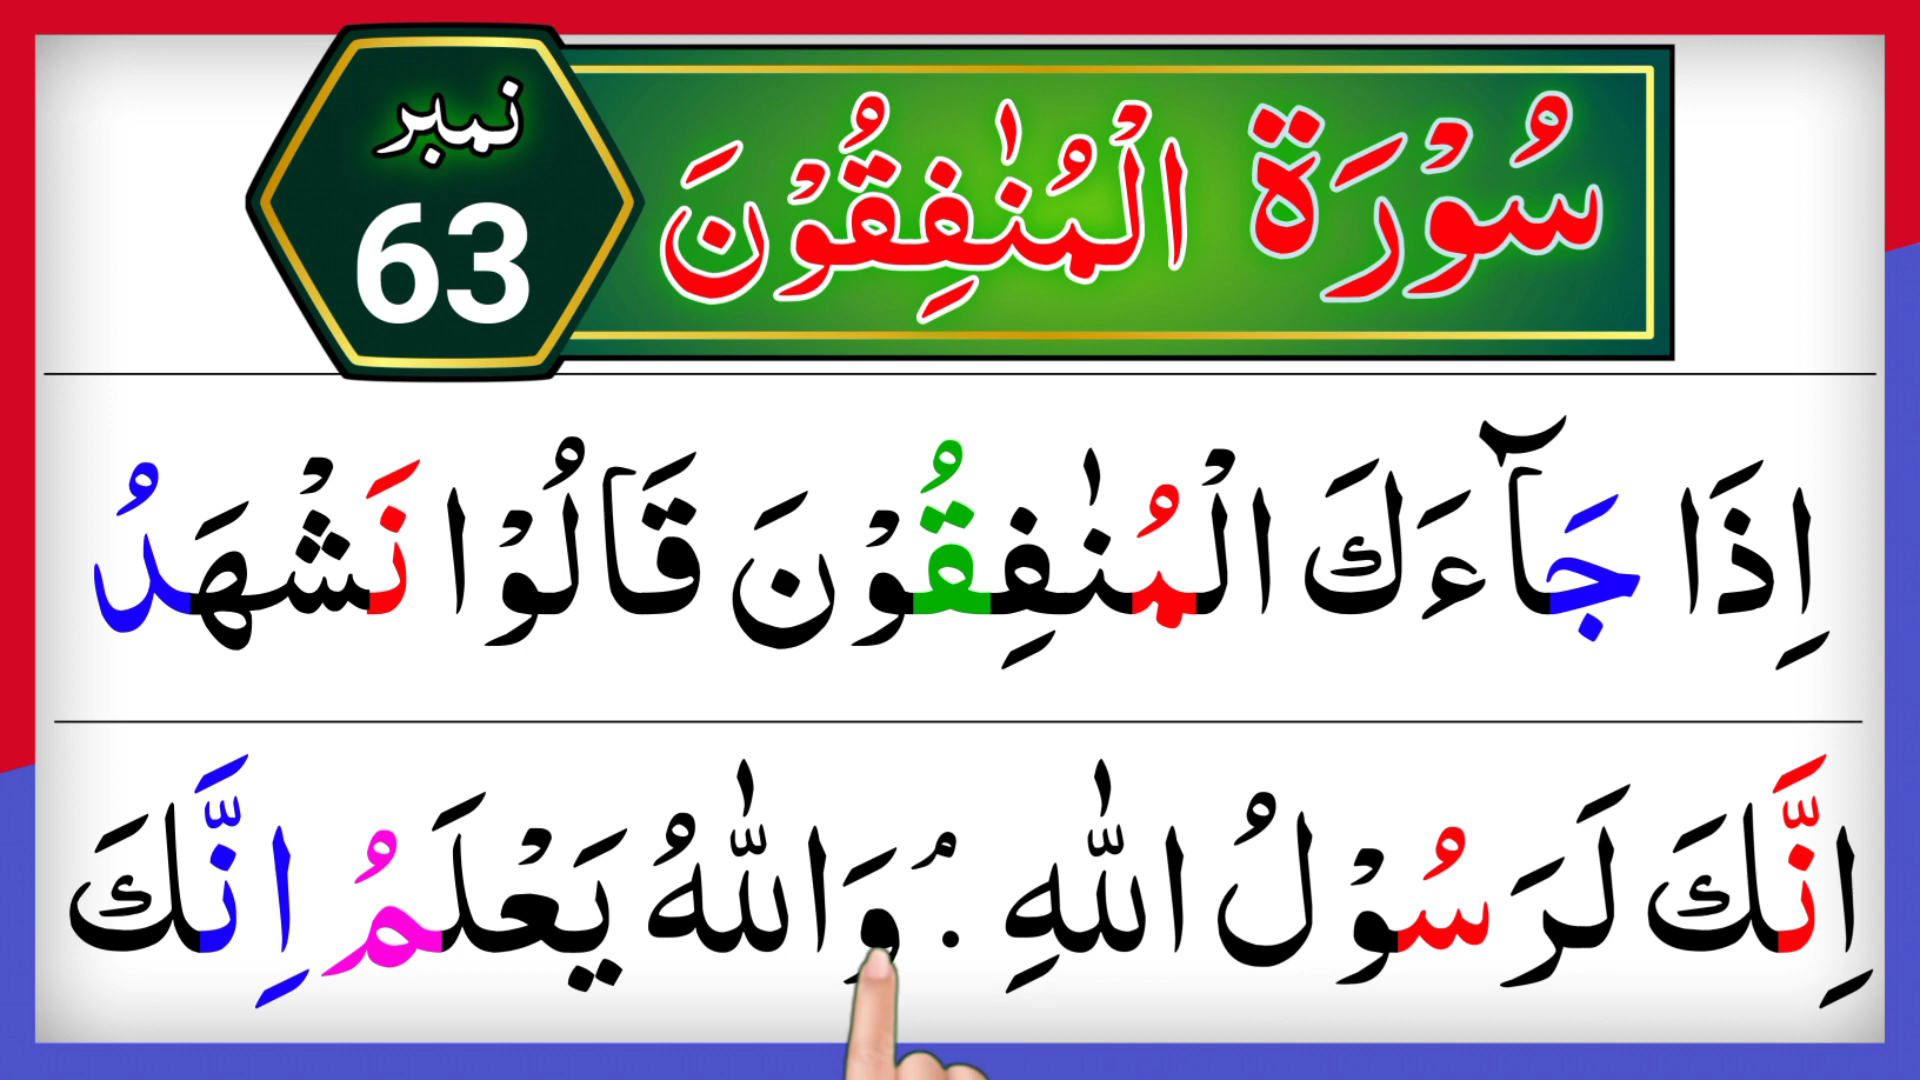 سُوْرَةُ الْمُنٰفِقُوْنَ
نمبر
63
اِذَا جَآءَكَ الْمُنٰفِقُوْنَ قَالُوْا نَشْهَدُ
اِنَّكَ لَرَسُوْلُ اللّٰهِ ۘ وَاللّٰهُ يَعْلَمُ اِنَّكَ